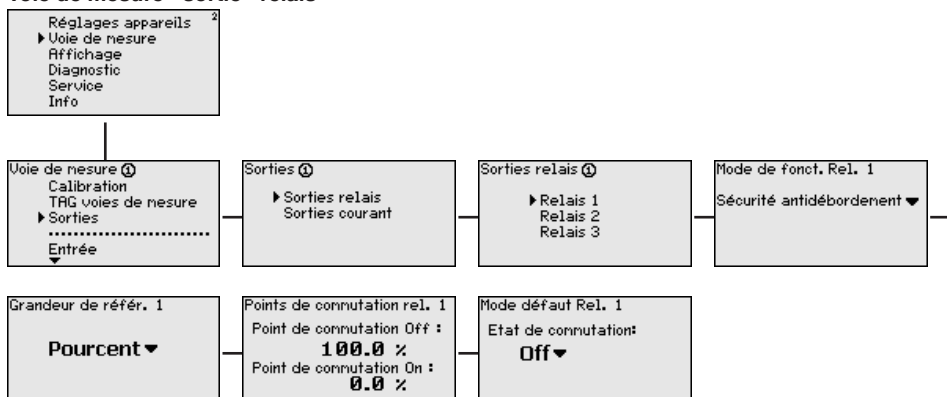 Voie de mesure - sortie - relais
Réglages appareils 2
Voie de mesure
Affichage
Diagnostic
Service
Info
Voie de mesure ①
Calibration
TAG voies de mesure
Sorties
Entrée
Sorties ①
Sorties relais
Sorties courant
Sorties relais ①
Relais 1
Relais 2
Relais 3
Mode de fonct. Rel. 1
Sécurité antidébordement
Grandeur de référ. 1
Pourcent
Points de commutation rel. 1
Point de commutation Off :
100.0 %
Point de commutation On :
0.0 %
Mode défaut Rel. 1
Etat de commutation:
Off